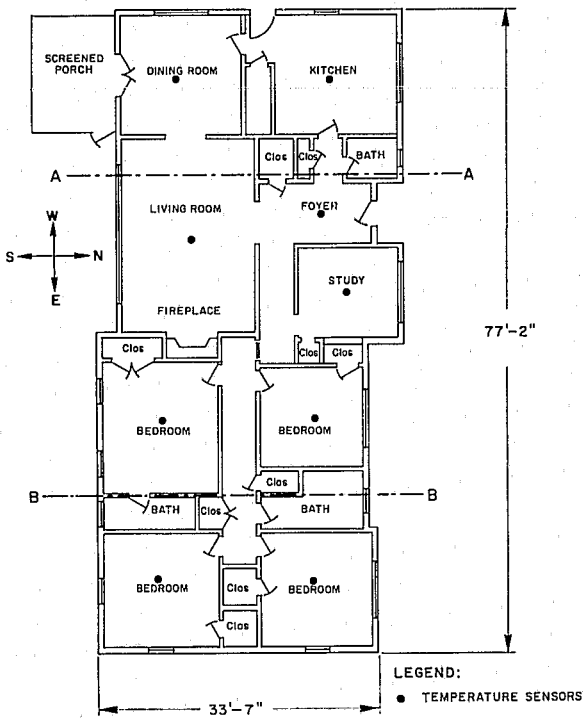 SCREENED
PORCH
DINING ROOM
KITCHEN
Clos
Clos
BATH
A
A
LIVING ROOM
FOYER
W
S
N
E
STUDY
FIREPLACE
77'-2"
Clos
Clos
Clos
BEDROOM
BEDROOM
Clos
B
B
BATH
Clos
BATH
BEDROOM
Clos
BEDROOM
Clos
LEGEND:
TEMPERATURE SENSORS
33'-7"